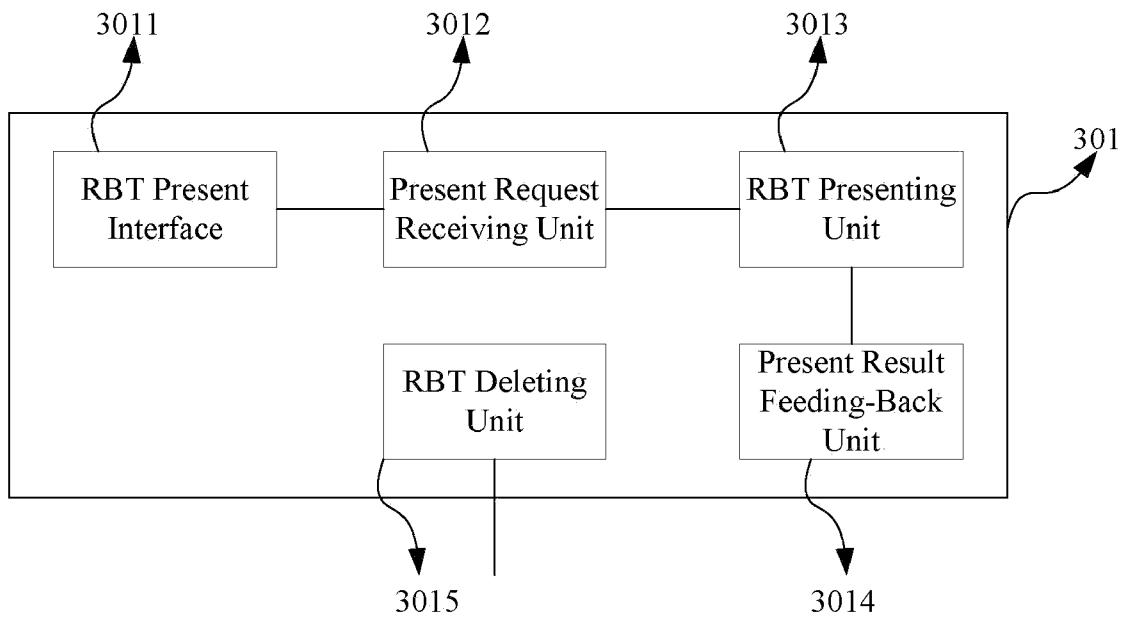 3011
3012
3013
301
RBT Present
Interface
Present Request
Receiving Unit
RBT Presenting
Unit
RBT Deleting
Unit
Present Result
Feeding-Back
Unit
3015
3014